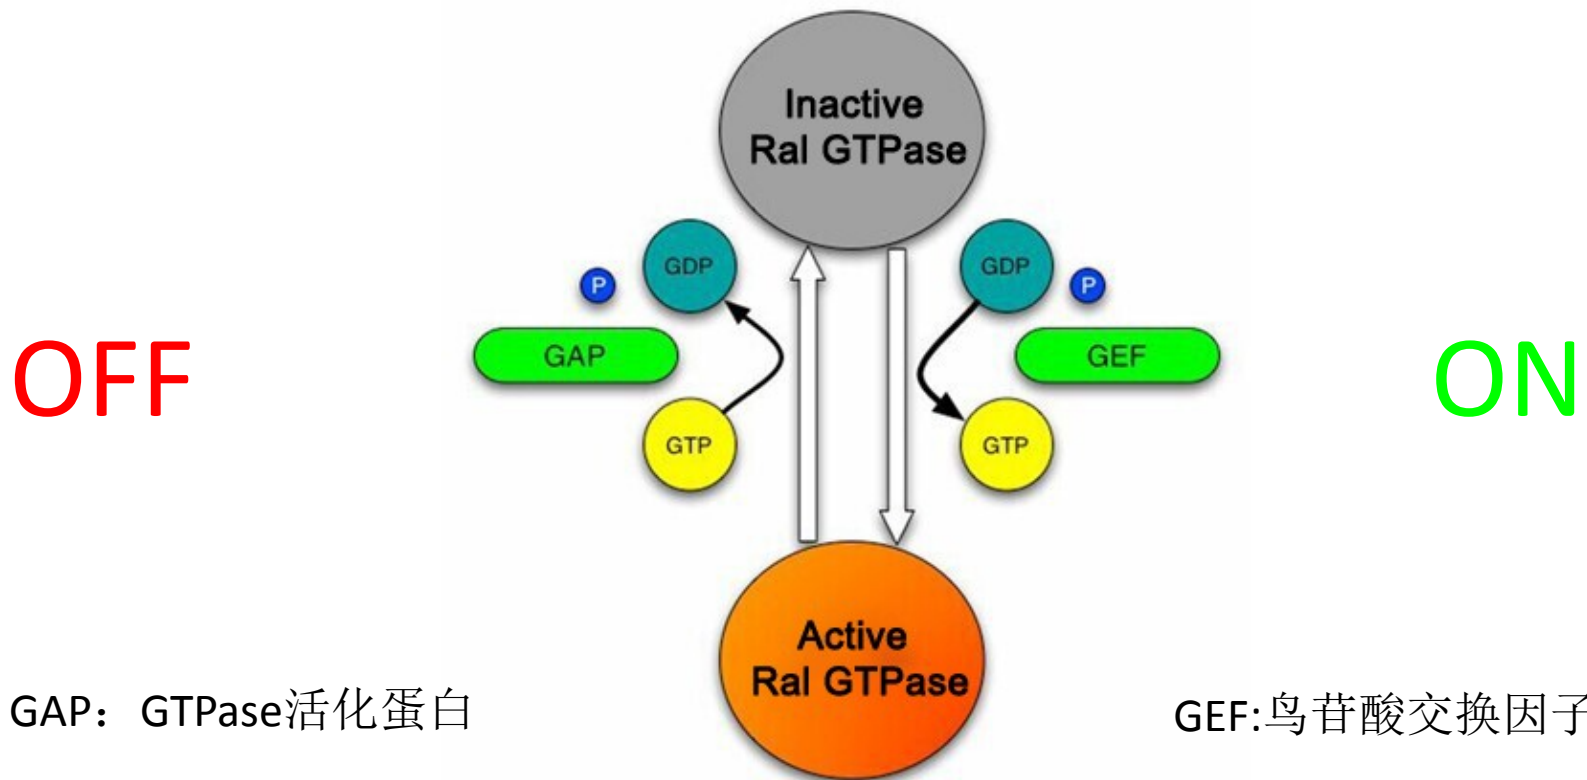 Inactive
Ral GTPase
GDP
P
GAP
GTP
GDP
P
GEF
GTP
OFF
ON
Active
Ral GTPase
GAP：GTPase活化蛋白
GEF:鸟苷酸交换因子